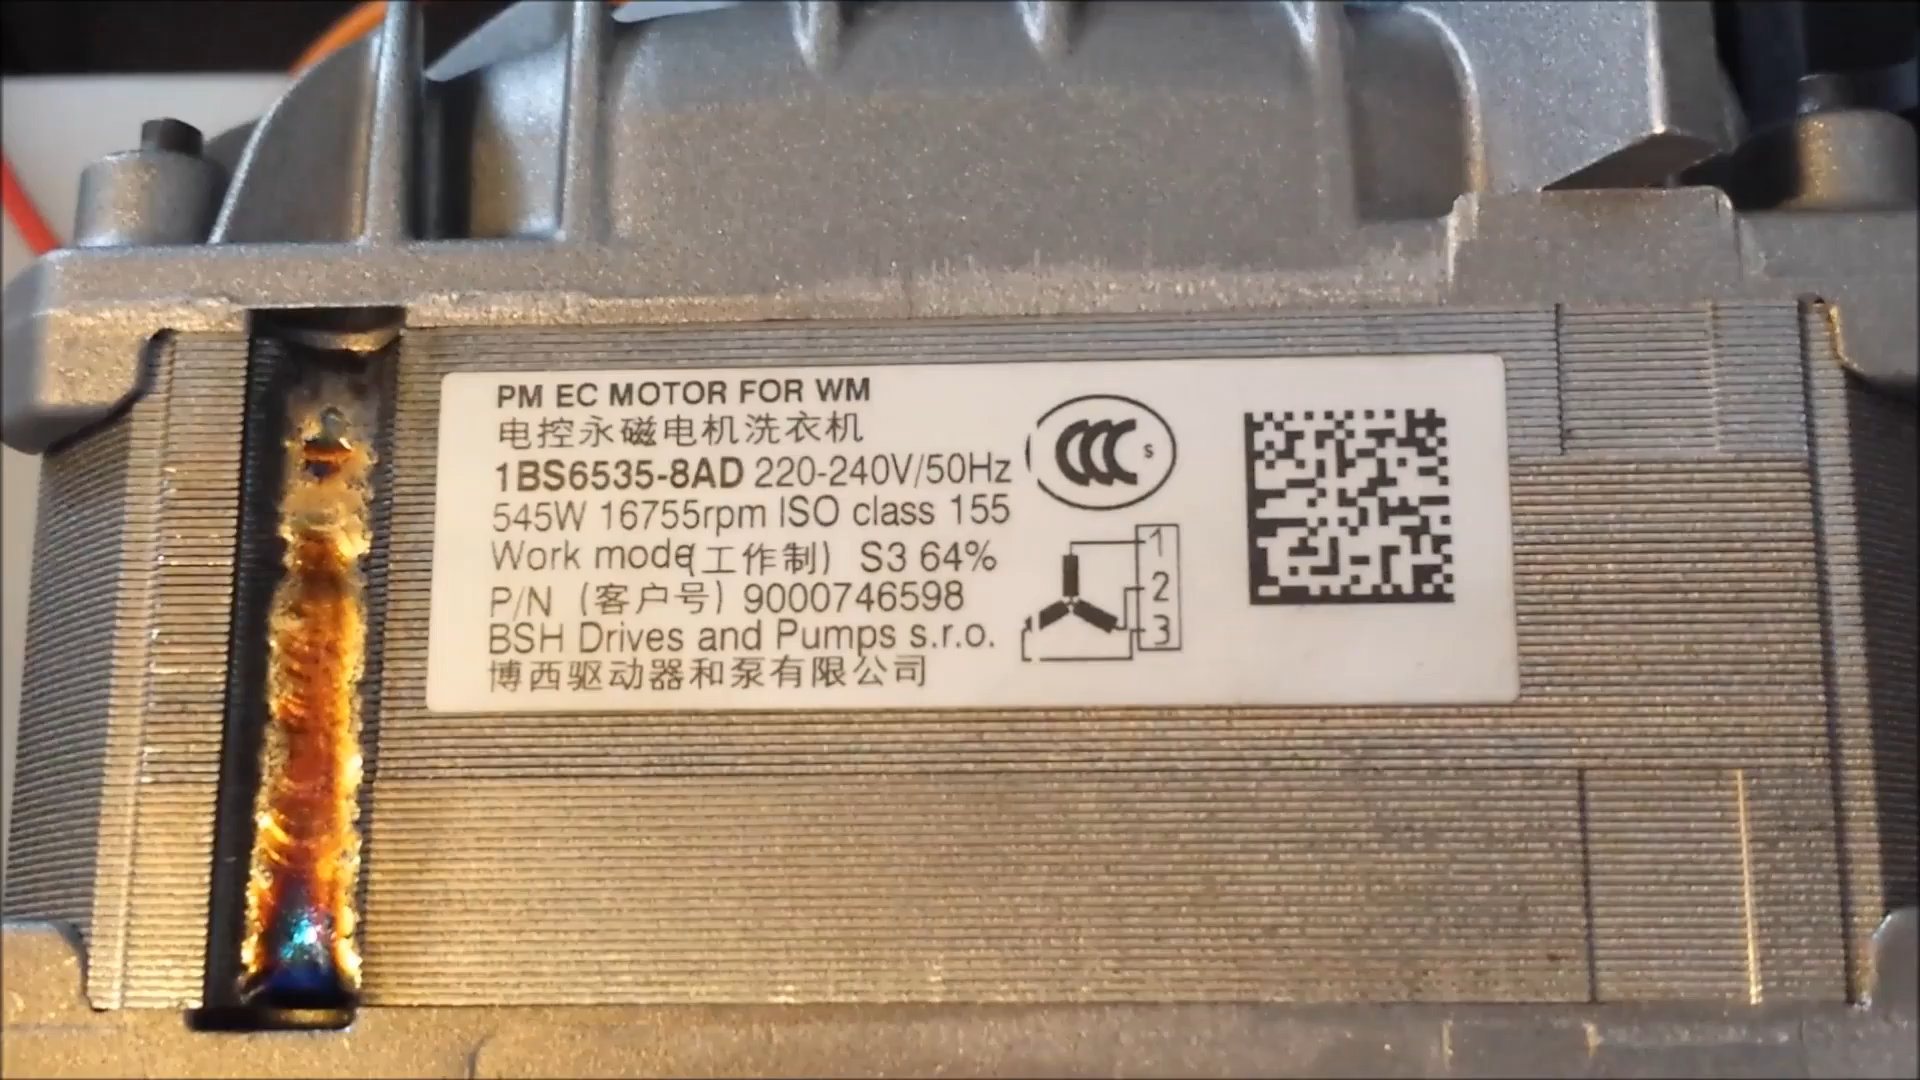 PM EC MOTOR FOR WM
电控永磁电机洗衣机
1BS6535-8AD 220-240V/50Hz
545W 16755rpm ISO class 155
Work mode(工作制) S3 64%
P/N (客户号) 9000746598
BSH Drives and Pumps s.r.o.
博西驱动器和泵有限公司
CCC S
1
2
3